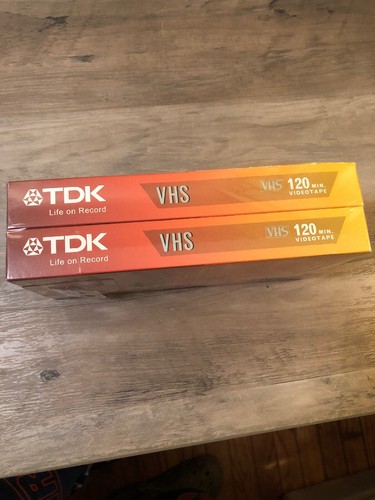 TDK VHS VHS 120 MIN.
Life on Record VIDEOTAPE
TDK VHS VHS 120 MIN.
Life on Record VIDEOTAPE